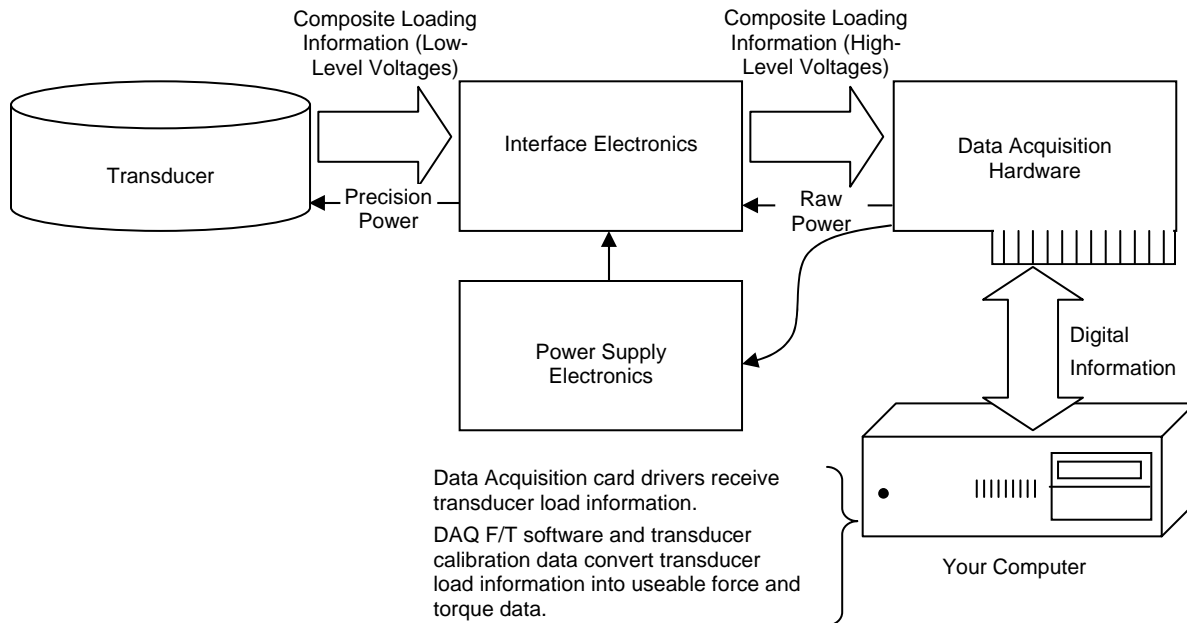 Composite Loading
Information (Low-
Level Voltages)
Composite Loading
Information (High-
Level Voltages)
Transducer
Interface Electronics
Data Acquisition
Hardware
Precision
Power
Raw
Power
Power Supply
Electronics
Digital
Information
Data Acquisition card drivers receive
transducer load information.
DAQ F/T software and transducer
calibration data convert transducer
load information into useable force and
torque data.
Your Computer